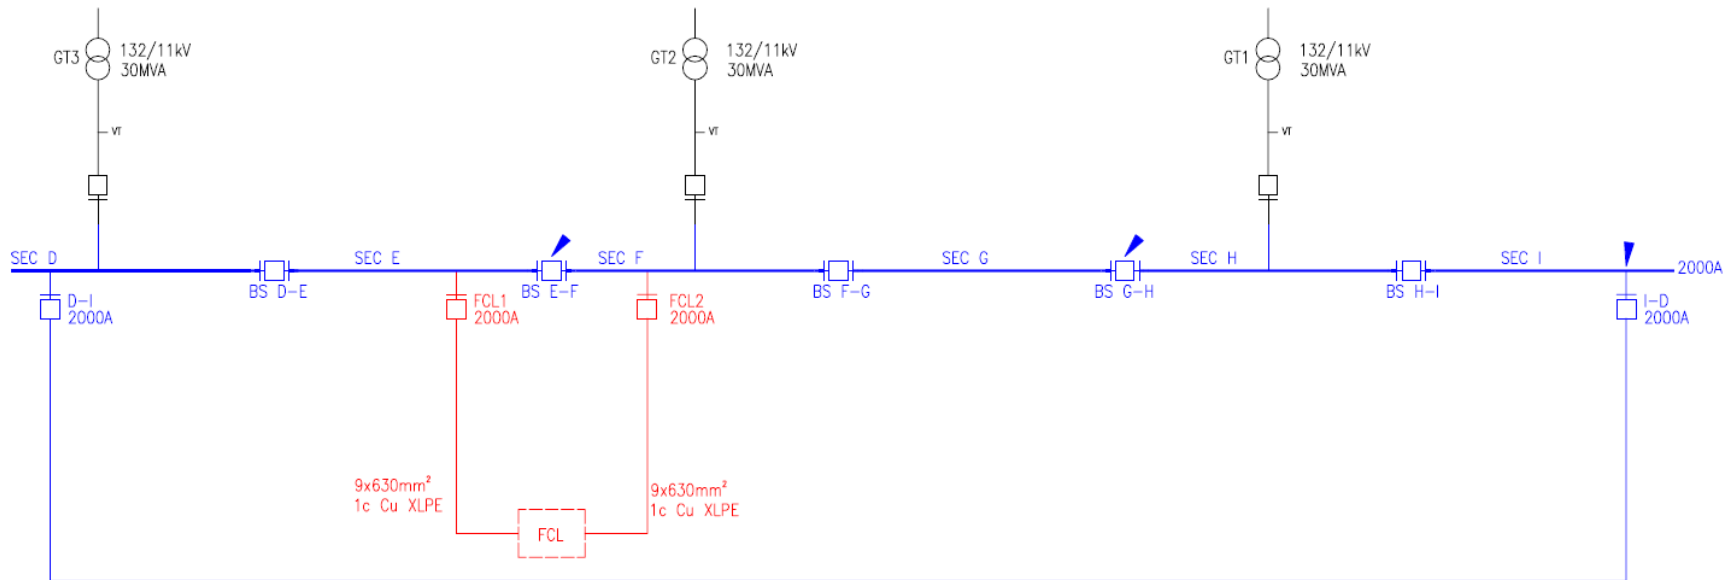 GT3
132/11kV
30MVA
GT2
132/11kV
30MVA
GT1
132/11kV
30MVA
VT
VT
VT
SEC D
SEC E
SEC F
SEC G
SEC H
SEC I
2000A
BS D-E
BS E-F
BS F-G
BS G-H
BS H-I
D-I
2000A
FCL1
2000A
FCL2
2000A
I-D
2000A
9x630mm²
1c Cu XLPE
9x630mm²
1c Cu XLPE
FCL